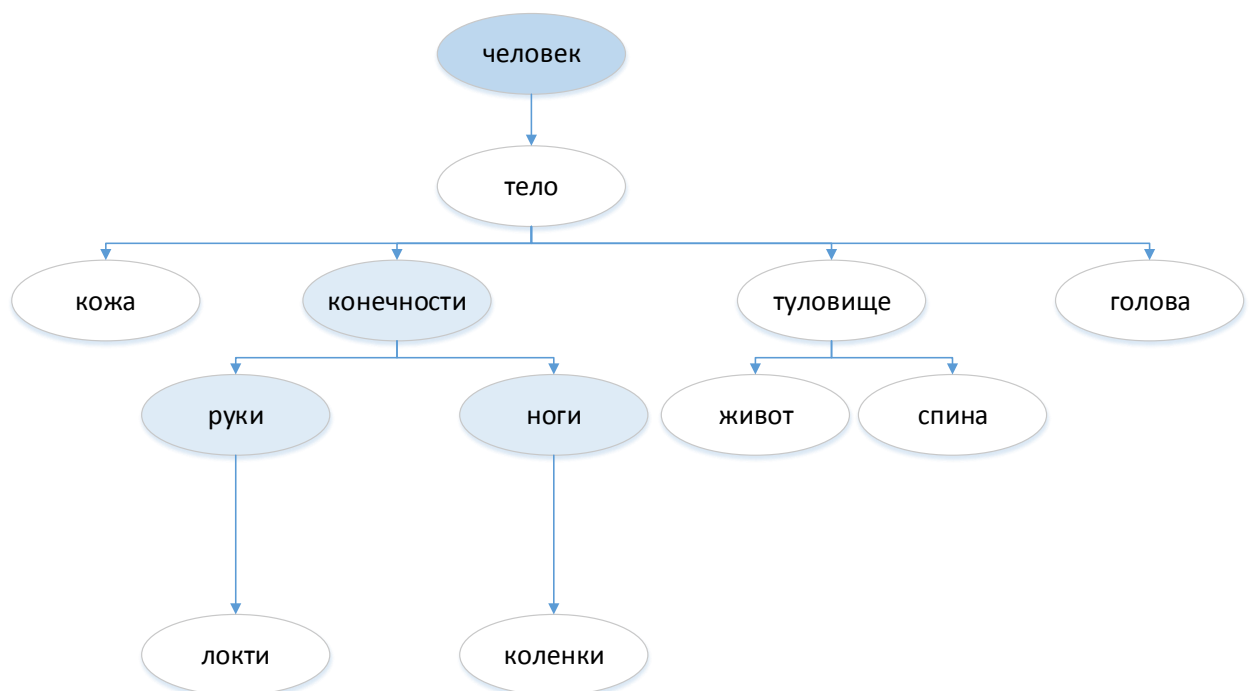 человек
тело
кожа
конечности
туловище
голова
руки
ноги
живот
спина
локти
коленки